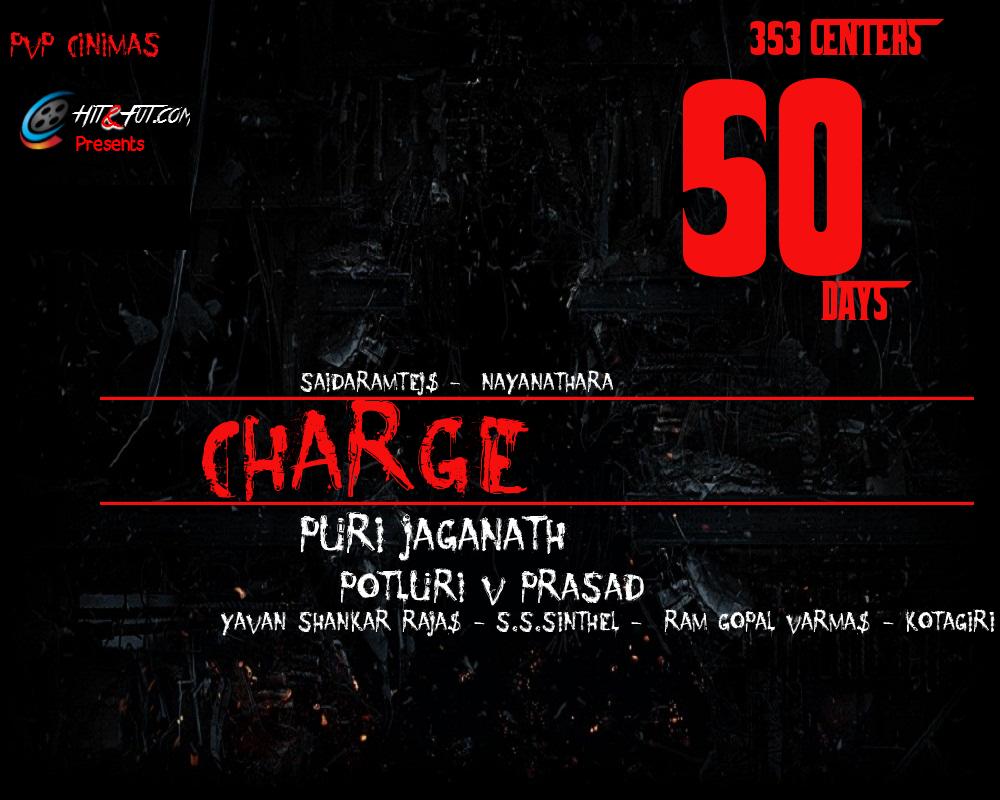 PVP CINIMAS
HIT&FUT.COM
Presents
353 CENTERS
50
DAYS
SAIDARAMTEJ$ - NAYANATHARA
CHARGE
PURI JAGANATH
POTLURI V PRASAD
YAVAN SHANKAR RAJA$ - S.S.SINTHEL - RAM GOPAL VARMA$ - KOTAGIRI